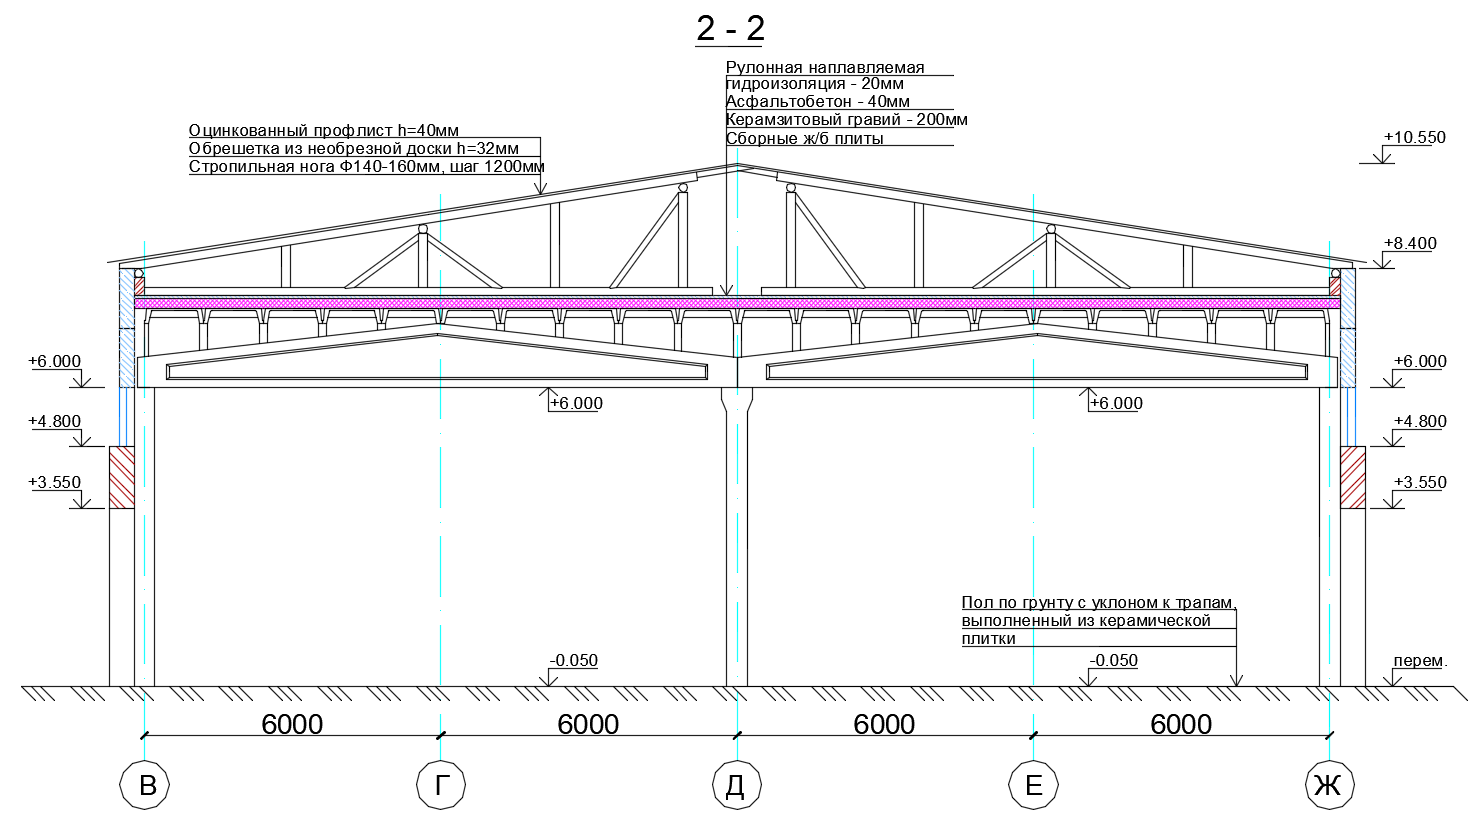 2 - 2
Рулонная наплавляемая
гидроизоляция - 20мм
Асфальтобетон - 40мм
Керамзитовый гравий - 200мм
Сборные ж/б плиты
Оцинкованный профлист h=40мм
Обрешетка из необрезной доски h=32мм
Стропильная нога Ф140-160мм, шаг 1200мм
+10.550
+8.400
+6.000
+6.000
+6.000
+6.000
+4.800
+4.800
+3.550
+3.550
Пол по грунту с уклоном к трапам,
выполненный из керамической
плитки
-0.050
-0.050
перем.
6000
6000
6000
6000
В
Г
Д
Е
Ж